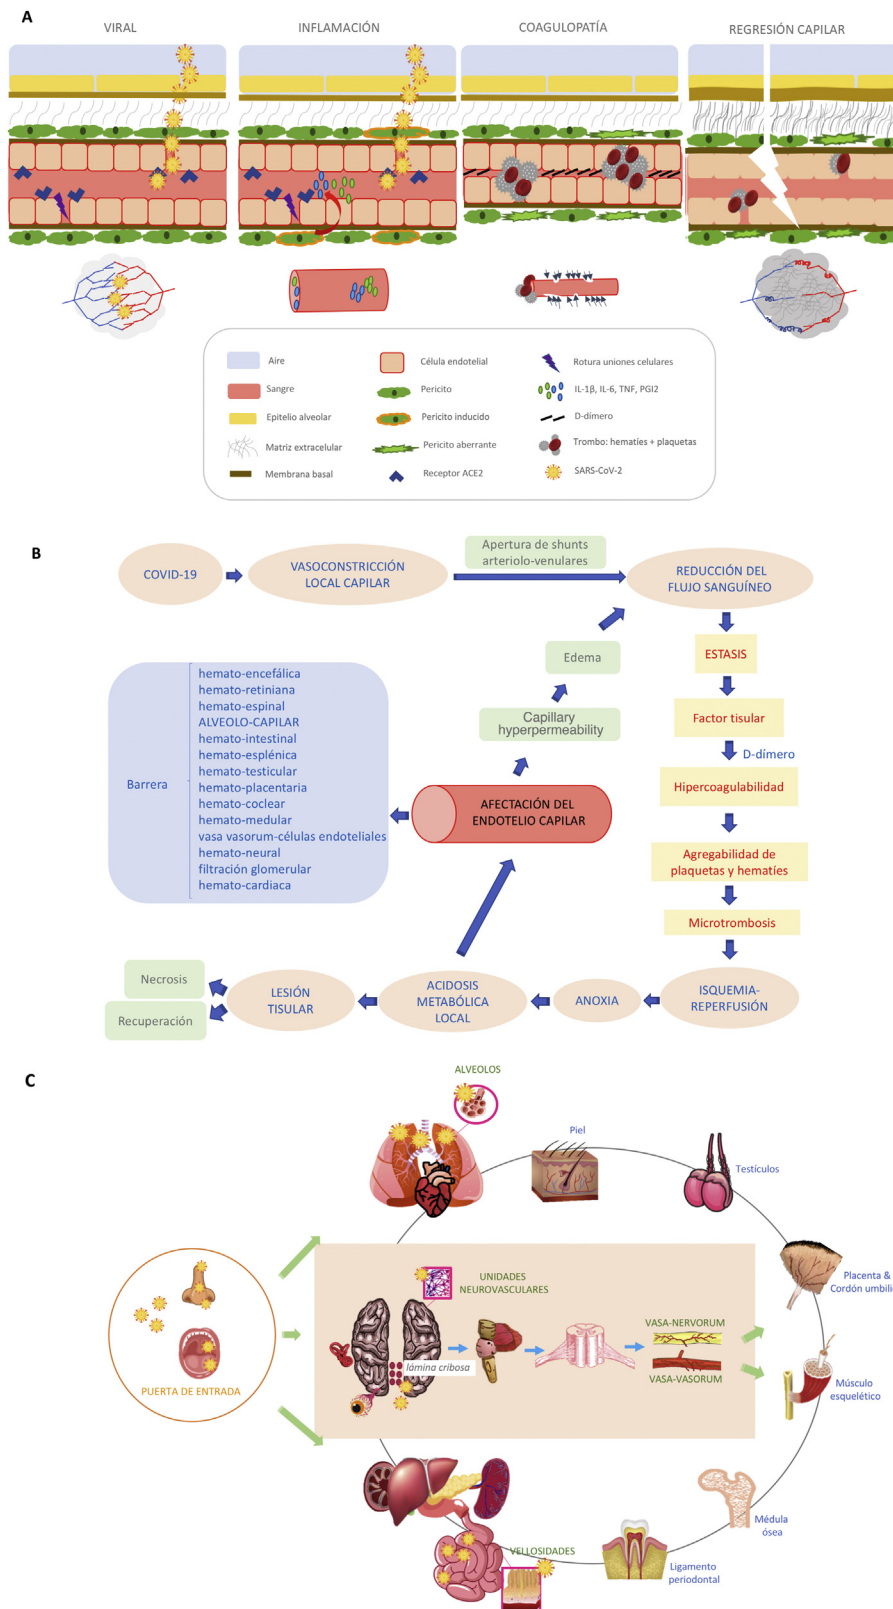 A
VIRAL
INFLAMACIÓN
COAGULOPATÍA
REGRESIÓN CAPILAR
Aire
Sangre
Epitelio alveolar
Matriz extracelular
Membrana basal
Célula endotelial
Pericito
Pericito inducido
Pericito aberrante
Receptor ACE2
Rotura uniones celulares
IL-1β, IL-6, TNF, PGI2
D-dímero
Trombo: hematíes + plaquetas
SARS-CoV-2
B
COVID-19
VASOCONSTRICCIÓN
LOCAL CAPILAR
Apertura de shunts
arteriolo-venulares
REDUCCIÓN DEL
FLUJO SANGUÍNEO
ESTASIS
Factor tisular
D-dímero
Hipercoagulabilidad
Agregabilidad de
plaquetas y hematíes
Microtrombosis
ISQUEMIA-
REPERFUSIÓN
ANOXIA
ACIDOSIS
METABÓLICA
LOCAL
LESIÓN
TISULAR
Necrosis
Recuperación
Edema
Capillary
hyperpermeability
AFECTACIÓN DEL
ENDOTELIO CAPILAR
Barrera
hemato-encefálica
hemato-retiniana
hemato-espinal
ALVEOLO-CAPILAR
hemato-intestinal
hemato-esplénica
hemato-testicular
hemato-placentaria
hemato-coclear
hemato-medular
vasa vasorum-células endoteliales
hemato-neural
filtración glomerular
hemato-cardiaca
C
ALVEOLOS
Piel
Testículos
Placenta &
Cordón umbili
Músculo
esquelético
Médula
ósea
Ligamento
periodontal
VELLOSIDADES
PUERTA DE ENTRADA
UNIDADES
NEUROVASCULARES
lámina cribosa
VASA-NERVORUM
VASA-VASORUM